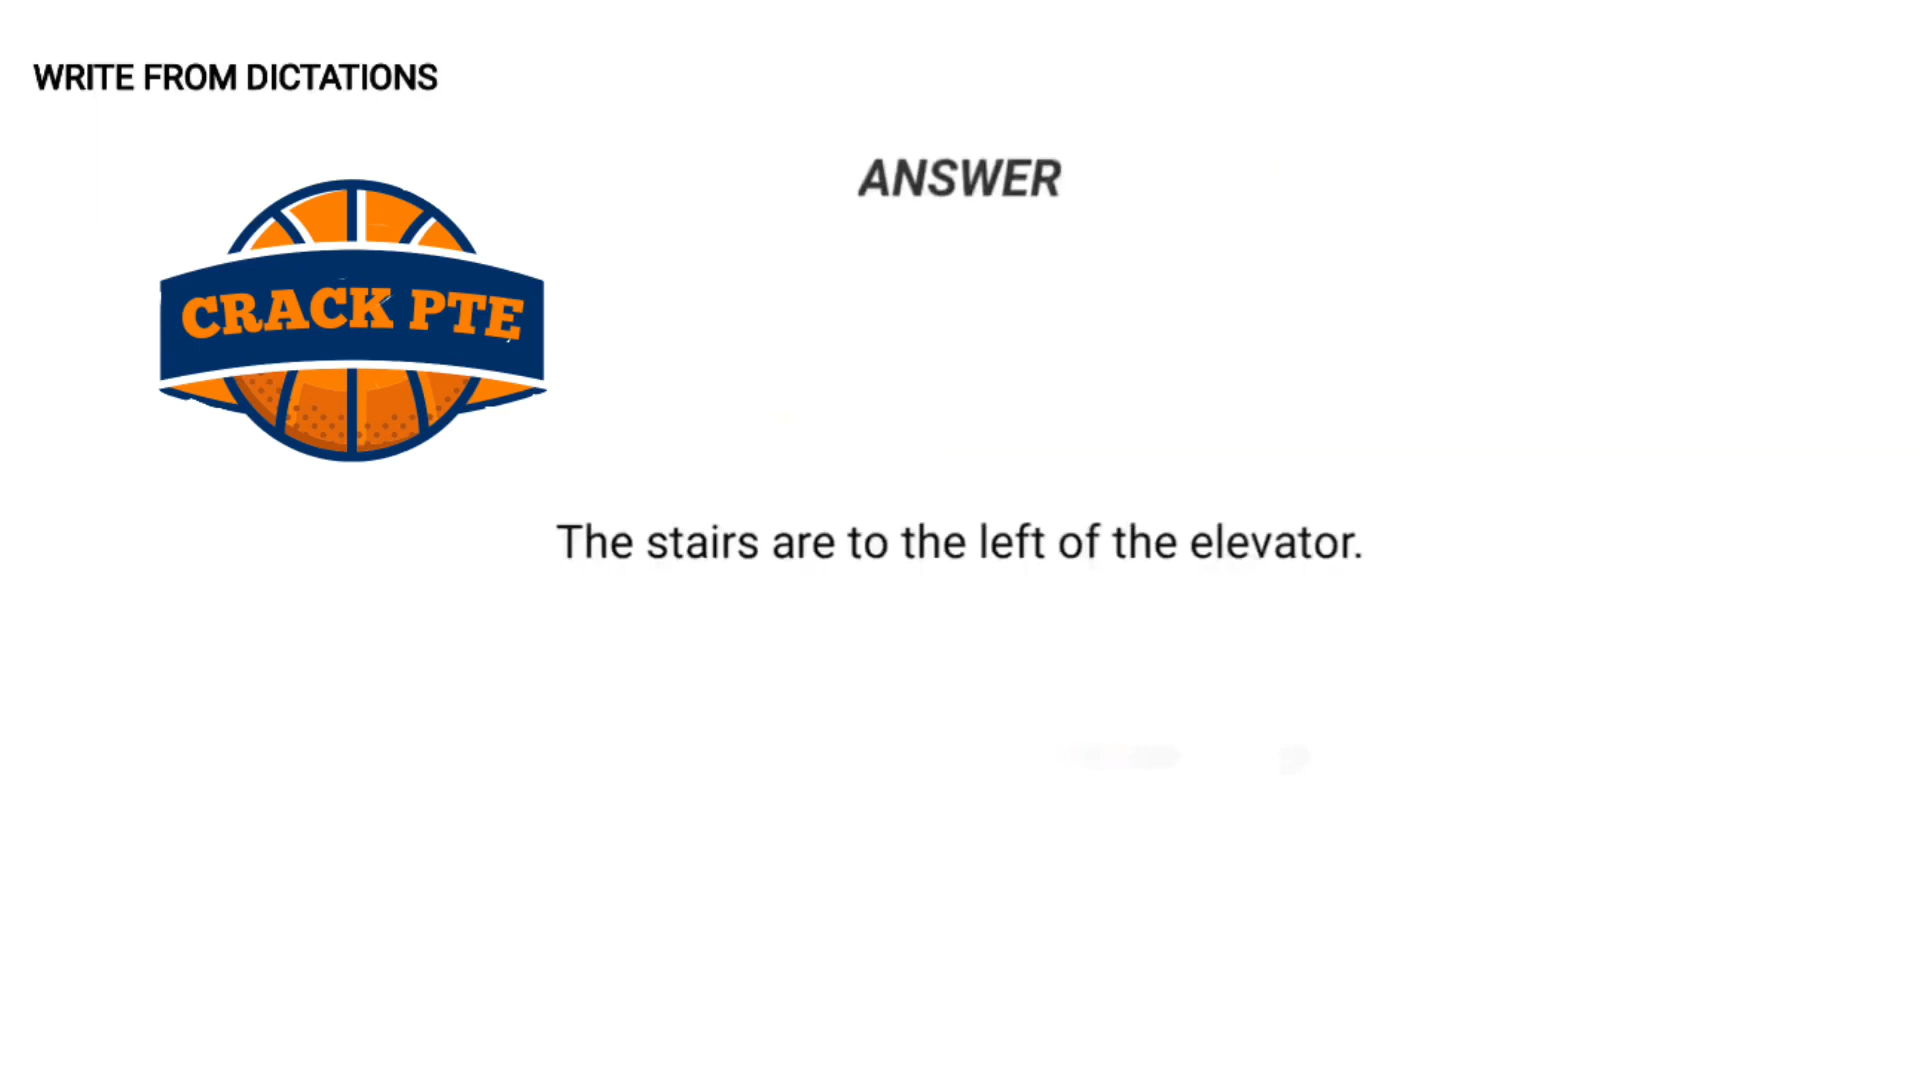 WRITE FROM DICTATIONS
ANSWER
CRACK PTE
The stairs are to the left of the elevator.